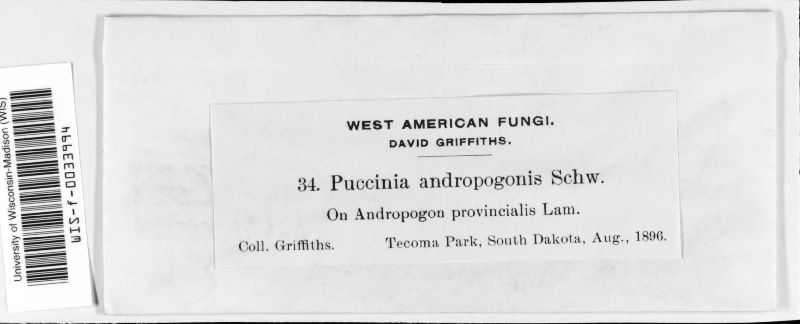 WEST AMERICAN FUNGI.
DAVID GRIFFITHS.
34. Puccinia andropogonis Schw.
On Andropogon provincialis Lam.
Coll. Griffiths. Tecoma Park, South Dakota, Aug., 1896.
University of Wisconsin-Madison (WIS)
WIS-f-0033944